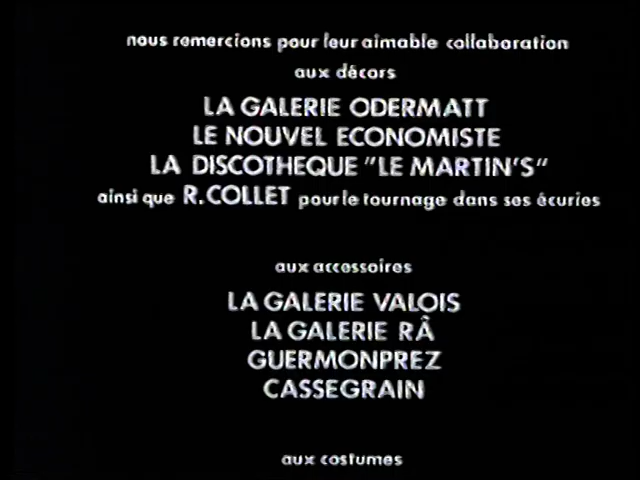 nous remercions pour leur aimable collaboration
aux décors
LA GALERIE ODERMATT
LE NOUVEL ECONOMISTE
LA DISCOTHEQUE "LE MARTIN'S"
ainsi que R.COLLET pour le tournage dans ses écuries
aux accessoires
LA GALERIE VALOIS
LA GALERIE RÂ
GUERMONPREZ
CASSEGRAIN
aux costumes